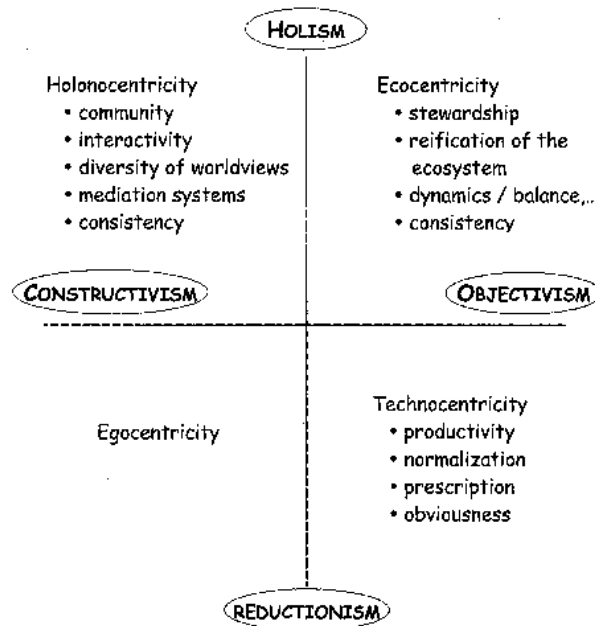 HOLISM
Holonocentricity
• community
• interactivity
• diversity of worldviews
• mediation systems
• consistency
Ecocentricity
• stewardship
• reification of the
ecosystem
• dynamics / balance,..
• consistency
CONSTRUCTIVISM
OBJECTIVISM
Egocentricity
Technocentricity
• productivity
• normalization
• prescription
• obviousness
REDUCTIONISM